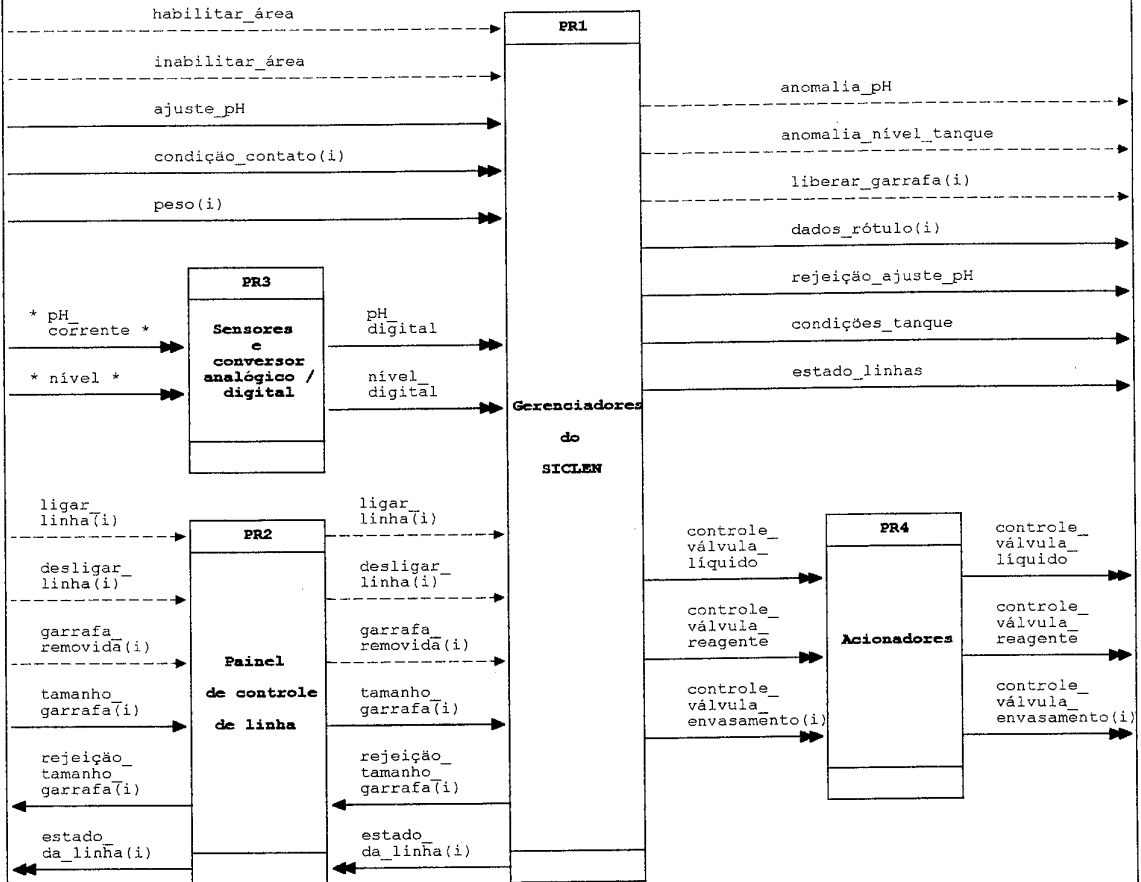 habilitar_área
PR1
inabilitar_área
anomalia_pH
ajuste_pH
anomalia_nível_tanque
condição_contato(i)
liberar_garrafa(i)
peso(i)
dados_rótulo(i)
PR3
rejeição_ajuste_pH
* pH_
corrente *
Sensores
e
conversor
analógico /
digital
pH_
digital
condições_tanque
* nível *
nível_
digital
estado_linhas
Gerenciadores
do
SICLEN
ligar_
linha(i)
PR2
ligar_
linha(i)
desligar_
linha(i)
desligar_
linha(i)
garrafa_
removida(i)
garrafa_
removida(i)
Painel
de controle
de linha
tamanho_
garrafa(i)
tamanho_
garrafa(i)
rejeição_
tamanho_
garrafa(i)
rejeição_
tamanho_
garrafa(i)
estado_
da_linha(i)
estado_
da_linha(i)
controle_
válvula_
líquido
PR4
controle_
válvula_
líquido
controle_
válvula_
reagente
Acionadores
controle_
válvula_
reagente
controle_
válvula_
envasamento(i)
controle_
válvula_
envasamento(i)